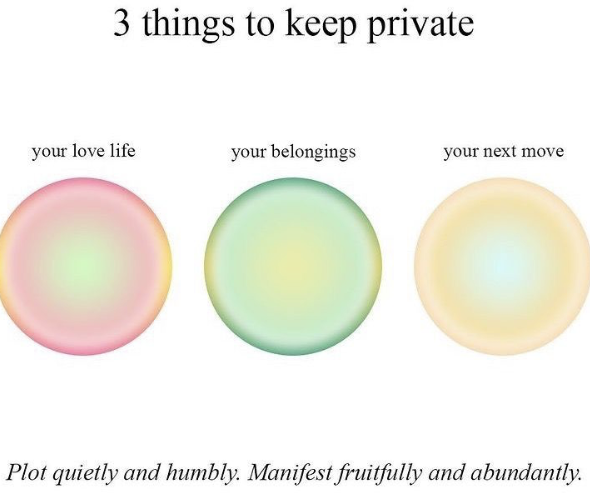 3 things to keep private
your love life
your belongings
your next move
Plot quietly and humbly. Manifest fruitfully and abundantly.